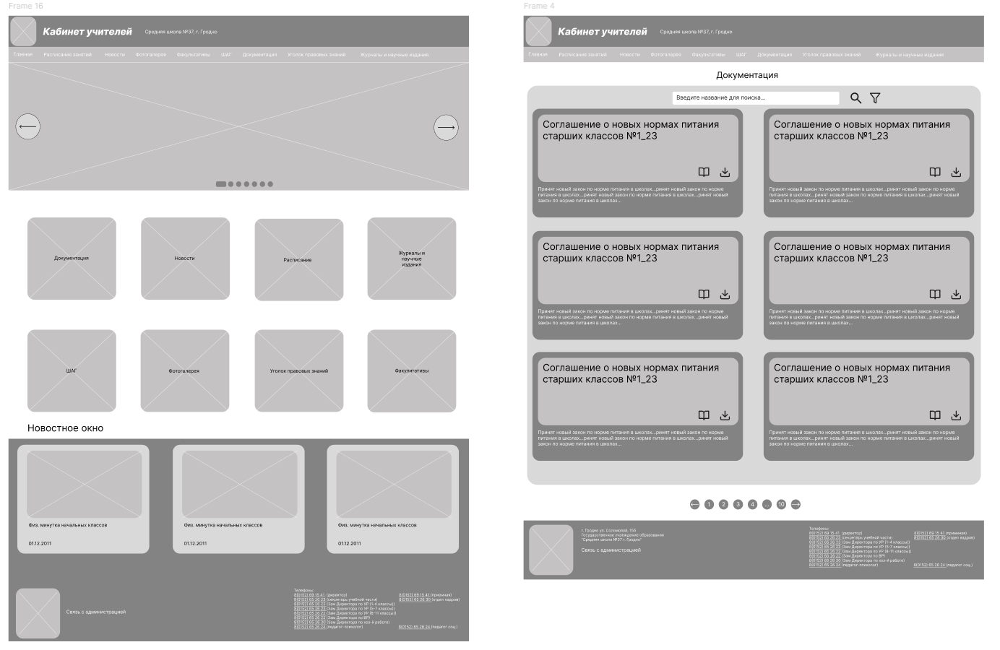 Frame 16
Кабинет учителей
Средняя школа №37, г. Гродно
Главная Расписание занятий Новости Фотогалерея Факультативы ШАГ Документация Уголок правовых знаний Журналы и научные издания
Документация
Новости
Расписание
Журналы и
научные
издания
ШАГ
Фотогалерея
Уголок правовых знаний
Факулитативы
Новостное окно
Физ. минутка начальных классов
01.12.2011
Физ. минутка начальных классов
01.12.2011
Физ. минутка начальных классов
01.12.2011
Связь с администрацией
Телефоны:
8(0152) 69 15 41 (директор) 8(0152) 69 15 41 (приемная)
8(0152) 65 26 23 (секретарь учебной части) 8(0152) 65 26 30 (отдел кадров)
8(0152) 65 26 23 (Зам Директора по УР (1-4 классы))
8(0152) 65 26 23 (Зам Директора по УР (5-7 классы))
8(0152) 65 26 22 (Зам Директора по УР (8-11 классы))
8(0152) 65 26 22 (Зам Директора по ВР)
8(0152) 65 26 30 (Зам Директора по хоз-й работе)
8(0152) 65 26 24 (педагог-психолог) 8(0152) 65 26 24 (педагог соц.)
Frame 4
Кабинет учителей
Средняя школа №37, г. Гродно
Главная Расписание занятий Новости Фотогалерея Факультативы ШАГ Документация Уголок правовых знаний Журналы и научные издания
Документация
Введите название для поиска...
Соглашение о новых нормах питания
старших классов №1_23
Принят новый закон по норме питания в школах...ринят новый закон по норме
питания в школах...ринят новый закон по норме питания в школах...ринят новый
закон по норме питания в школах...
Соглашение о новых нормах питания
старших классов №1_23
Принят новый закон по норме питания в школах...ринят новый закон по норме
питания в школах...ринят новый закон по норме питания в школах...ринят новый
закон по норме питания в школах...
Соглашение о новых нормах питания
старших классов №1_23
Принят новый закон по норме питания в школах...ринят новый закон по норме
питания в школах...ринят новый закон по норме питания в школах...ринят новый
закон по норме питания в школах...
Соглашение о новых нормах питания
старших классов №1_23
Принят новый закон по норме питания в школах...ринят новый закон по норме
питания в школах...ринят новый закон по норме питания в школах...ринят новый
закон по норме питания в школах...
Соглашение о новых нормах питания
старших классов №1_23
Принят новый закон по норме питания в школах...ринят новый закон по норме
питания в школах...ринят новый закон по норме питания в школах...ринят новый
закон по норме питания в школах...
Соглашение о новых нормах питания
старших классов №1_23
Принят новый закон по норме питания в школах...ринят новый закон по норме
питания в школах...ринят новый закон по норме питания в школах...ринят новый
закон по норме питания в школах...
1 2 3 4 ... 10
г. Гродно ул. Соломовой, 155
Государственное учреждение образования
"Средняя школа №37 г. Гродно"
Связь с администрацией
Телефоны:
8(0152) 69 15 41 (директор) 8(0152) 69 15 41 (приемная)
8(0152) 65 26 23 (секретарь учебной части) 8(0152) 65 26 30 (отдел кадров)
8(0152) 65 26 23 (Зам Директора по УР (1-4 классы))
8(0152) 65 26 23 (Зам Директора по УР (5-7 классы))
8(0152) 65 26 22 (Зам Директора по УР (8-11 классы))
8(0152) 65 26 22 (Зам Директора по ВР)
8(0152) 65 26 30 (Зам Директора по хоз-й работе)
8(0152) 65 26 24 (педагог-психолог) 8(0152) 65 26 24 (педагог соц.)